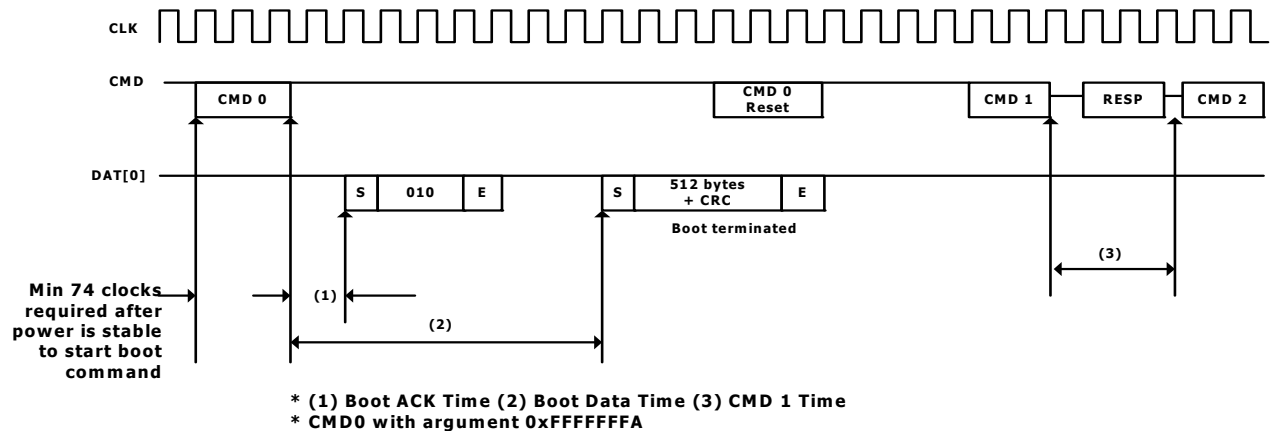 CLK
CMD
CMD 0
CMD 0
Reset
CMD 1
RESP
CMD 2
DAT[0]
S
010
E
S
512 bytes
+ CRC
E
Boot terminated
(3)
Min 74 clocks
required after
power is stable
to start boot
command
(1)
(2)
* (1) Boot ACK Time (2) Boot Data Time (3) CMD 1 Time
* CMD0 with argument 0xFFFFFFFA